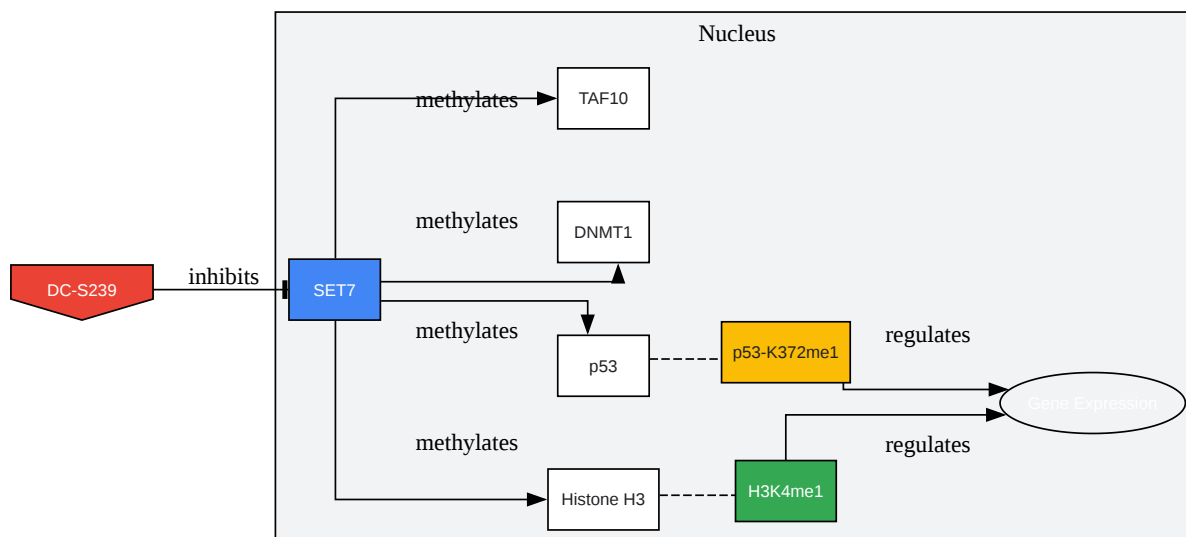 Nucleus
methylates
TAF10
methylates
DNMT1
DC-S239
inhibits
SET7
methylates
p53
p53-K372me1
regulates
Gene Expression
methylates
Histone H3
H3K4me1
regulates